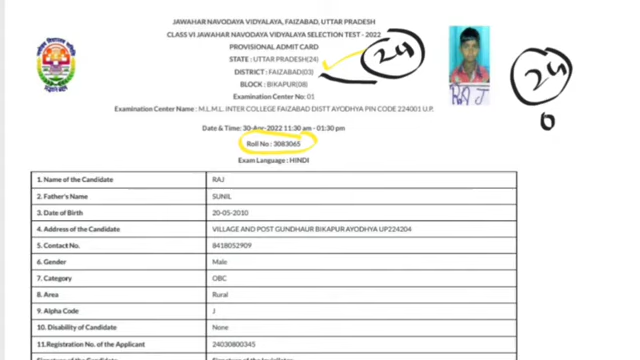 JAWAHAR NAVODAYA VIDYALAYA, FAIZABAD, UTTAR PRADESH
CLASS VI JAWAHAR NAVODAYA VIDYALAYA SELECTION TEST - 2022
PROVISIONAL ADMIT CARD
STATE : UTTAR PRADESH(24)
24
DISTRICT : FAIZABAD(03)
24
BLOCK : BIKAPUR(08)
RAJ J
Examination Center No: 01
Examination Center Name : M.L.M.L. INTER COLLEGE FAIZABAD DISTT AYODHYA PIN CODE 224001 U.P.
0
Date & Time: 30-Apr-2022 11:30 am - 01:30 pm
Roll No : 3083065
Exam Language : HINDI
1. Name of the Candidate RAJ
2. Father's Name SUNIL
3. Date of Birth 20-05-2010
4. Address of the Candidate VILLAGE AND POST GUNDHAUR BIKAPUR AYODHYA UP224204
5. Contact No. 8418052909
6. Gender Male
7. Category OBC
8. Area Rural
9. Alpha Code J
10. Disability of Candidate None
11.Registration No. of the Applicant 24030800345